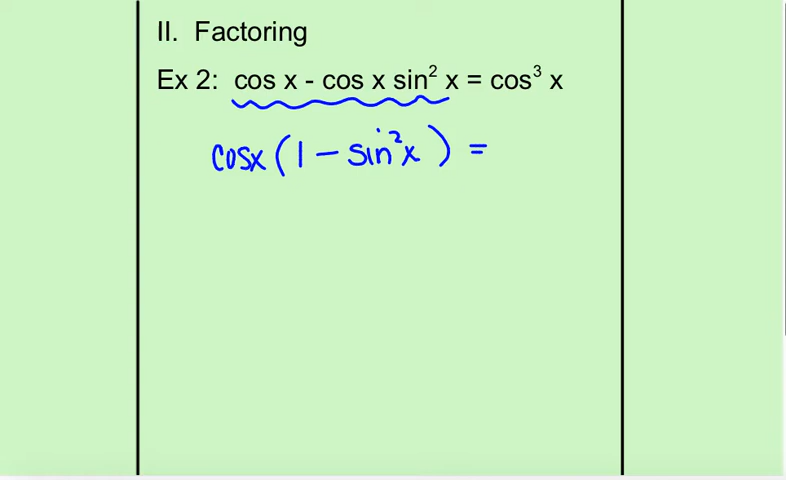 II. Factoring
Ex 2: cos x - cos x sin² x = cos³ x
cosx (1 - sin²x) =